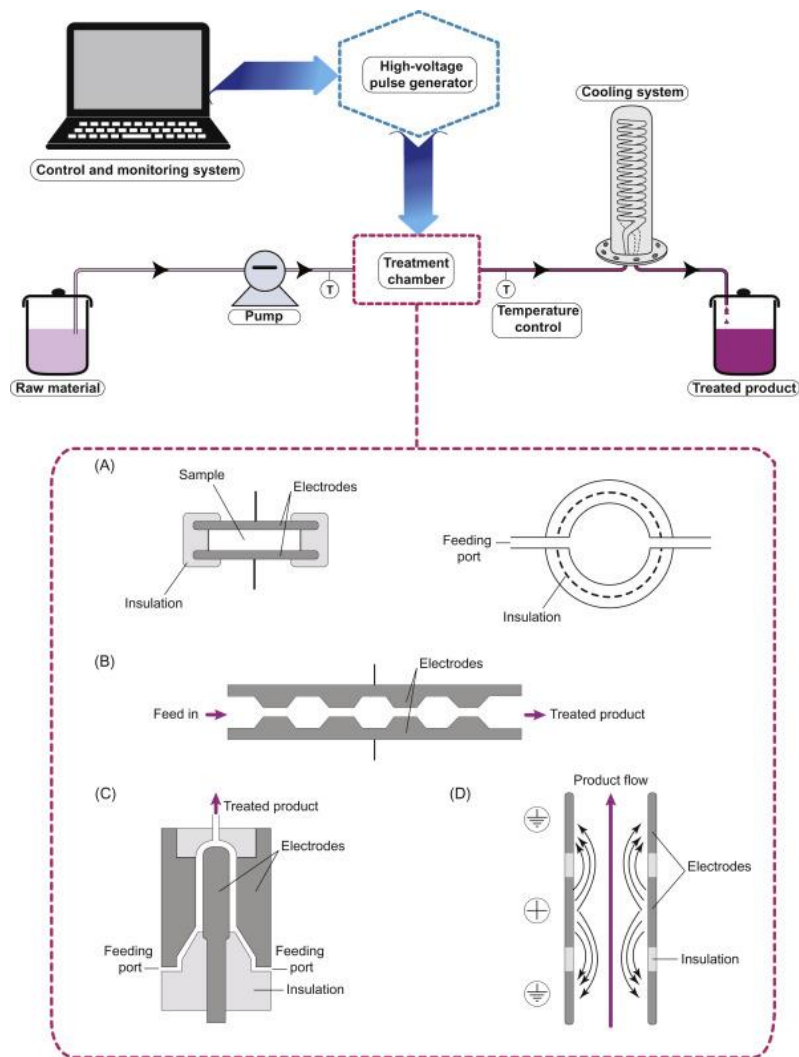 High-voltage
pulse generator
Cooling system
Control and monitoring system
Treatment
chamber
T
T
Pump
Temperature
control
Raw material
Treated product
(A)
Sample
Electrodes
Insulation
Feeding
port
Insulation
(B)
Electrodes
Feed in
Treated product
(C)
Treated product
Electrodes
Feeding
port
Feeding
port
Insulation
(D)
Product flow
Electrodes
Insulation